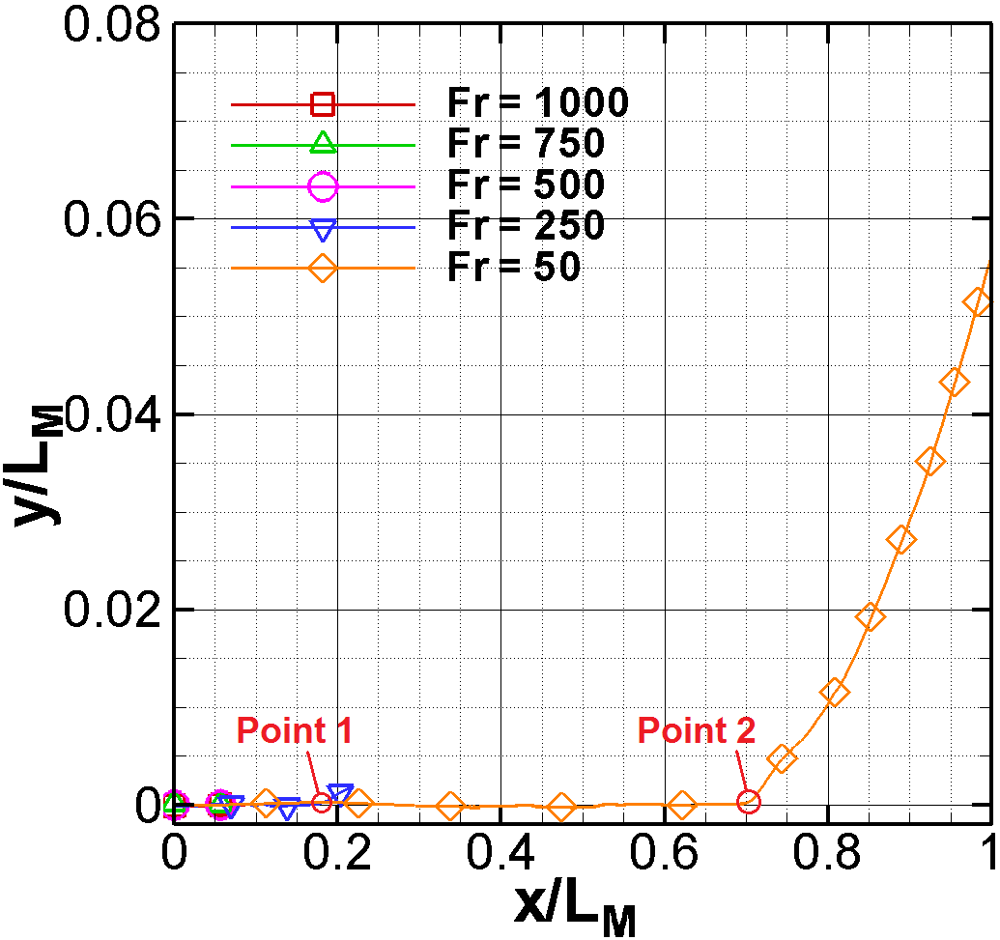 0.08
0.06
0.04
0.02
0
y/LM
Fr = 1000
Fr = 750
Fr = 500
Fr = 250
Fr = 50
Point 1
Point 2
0 0.2 0.4 0.6 0.8 1
x/LM